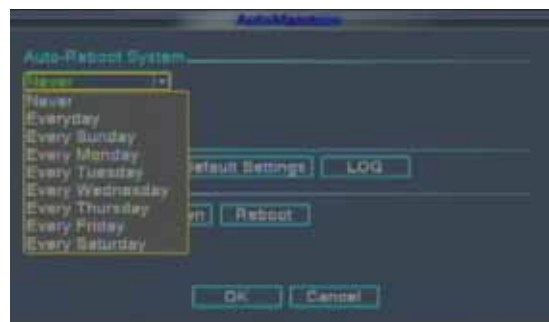 AutoMaintain
Auto-Reboot System
Never
Never
Everyday
Every Sunday
Every Monday
Every Tuesday
Default Settings
LOG
Every Wednesday
Every Thursday
Reboot
Every Friday
Every Saturday
OK
Cancel